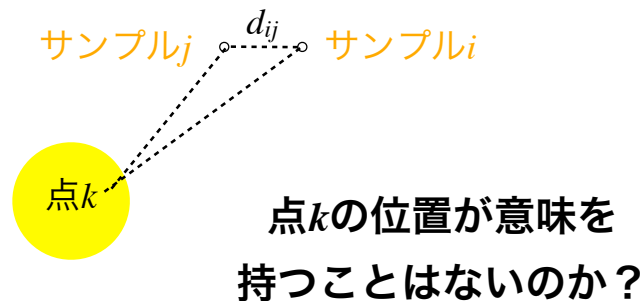 サンプルj
dij
サンプルi
点k
点kの位置が意味を
持つことはないのか？